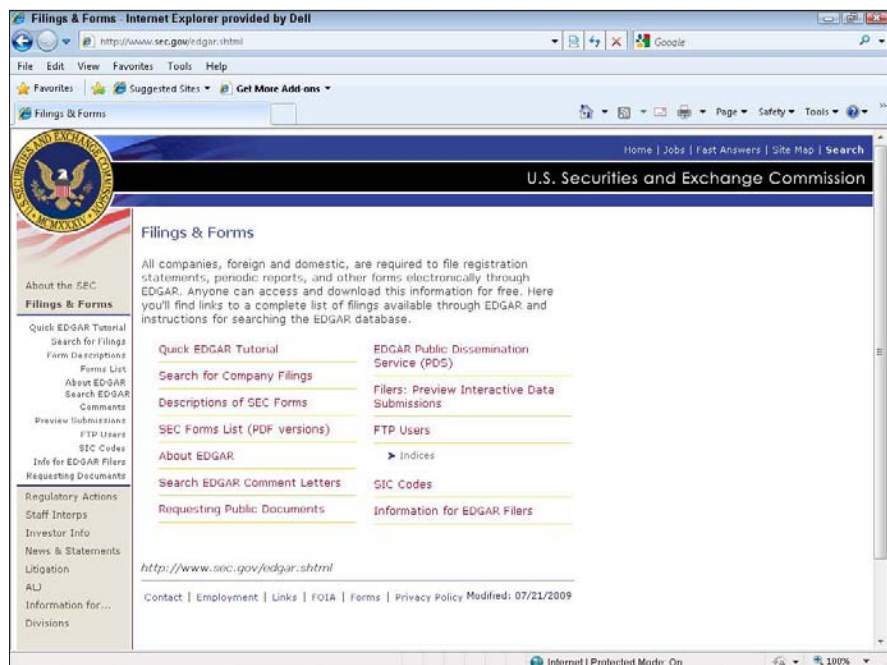 Filings & Forms - Internet Explorer provided by Dell
http://www.sec.gov/edgar.shtml
Google
File Edit View Favorites Tools Help
Favorites Suggested Sites Get More Add-ons
Filings & Forms
Page Safety Tools
SECURITIES AND EXCHANGE COMMISSION
U.S.
MCMXXXIV
Home | Jobs | Fast Answers | Site Map | Search
U.S. Securities and Exchange Commission
About the SEC
Filings & Forms
Quick EDGAR Tutorial
Search for Filings
Form Descriptions
Forms List
About EDGAR
Search EDGAR
Comments
Preview Submissions
FTP Users
SIC Codes
Info for EDGAR Filers
Requesting Documents
Regulatory Actions
Staff Interps
Investor Info
News & Statements
Litigation
ALJ
Information for...
Divisions
Filings & Forms
All companies, foreign and domestic, are required to file registration
statements, periodic reports, and other forms electronically through
EDGAR. Anyone can access and download this information for free. Here
you'll find links to a complete list of filings available through EDGAR and
instructions for searching the EDGAR database.
Quick EDGAR Tutorial
Search for Company Filings
Descriptions of SEC Forms
SEC Forms List (PDF versions)
About EDGAR
Search EDGAR Comment Letters
Requesting Public Documents
EDGAR Public Dissemination
Service (PDS)
Filers: Preview Interactive Data
Submissions
FTP Users
Indices
SIC Codes
Information for EDGAR Filers
http://www.sec.gov/edgar.shtml
Contact | Employment | Links | FOIA | Forms | Privacy Policy Modified: 07/21/2009
Internet | Protected Mode: On
100%